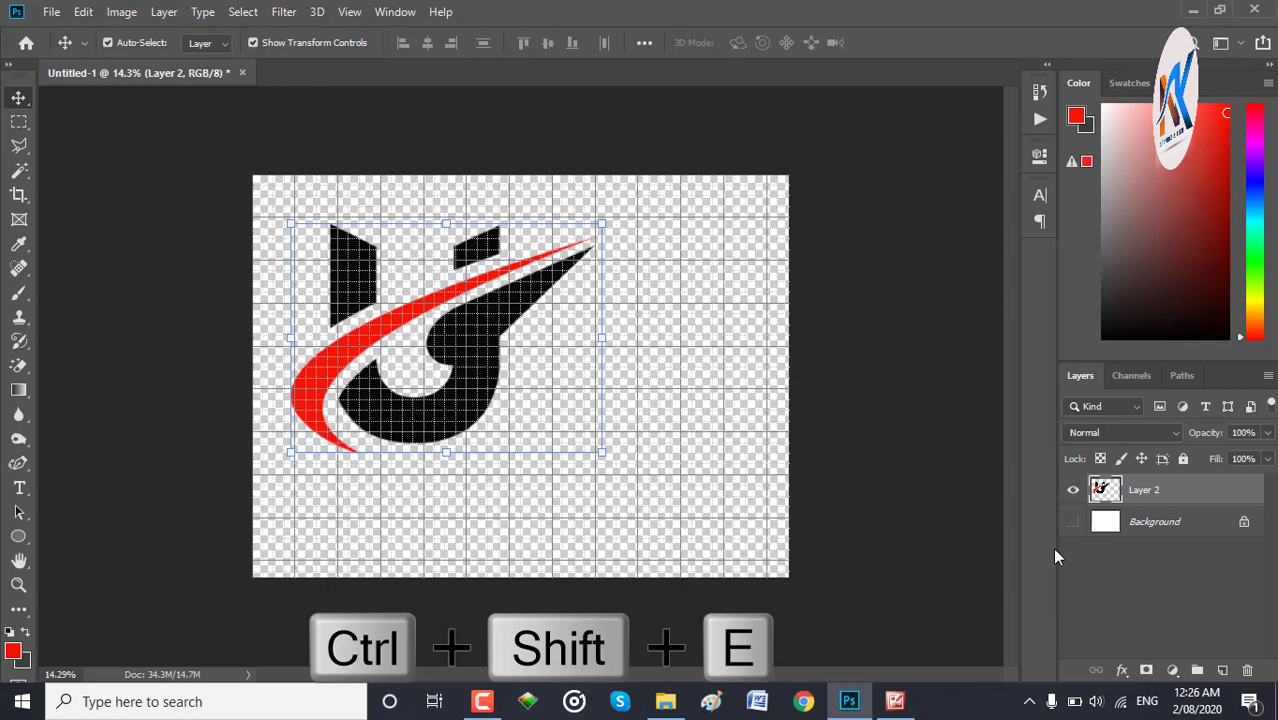 Ps File Edit Image Layer Type Select Filter 3D View Window Help
Auto-Select: Layer Show Transform Controls 3D Mode:
Untitled-1 @ 14.3% (Layer 2, RGB/8) *
Color Swatches
Layers Channels Paths
Kind
Normal Opacity: 100%
Lock: Fill: 100%
Layer 2
Background
Ctrl + Shift + E
14.29% Doc: 34.3M/14.7M
Type here to search
ENG
12:26 AM
2/08/2020